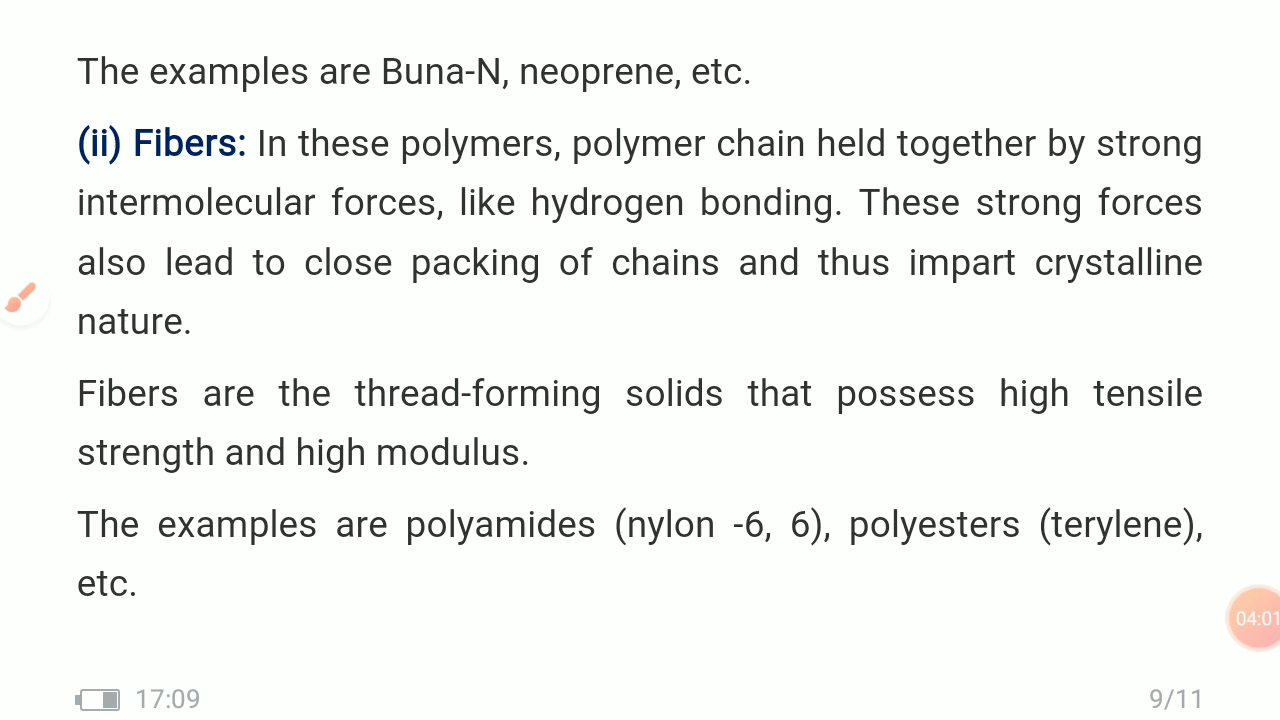 The examples are Buna-N, neoprene, etc.
(ii) Fibers: In these polymers, polymer chain held together by strong
intermolecular forces, like hydrogen bonding. These strong forces
also lead to close packing of chains and thus impart crystalline
nature.
Fibers are the thread-forming solids that possess high tensile
strength and high modulus.
The examples are polyamides (nylon -6, 6), polyesters (terylene),
etc.
04:01
17:09
9/11